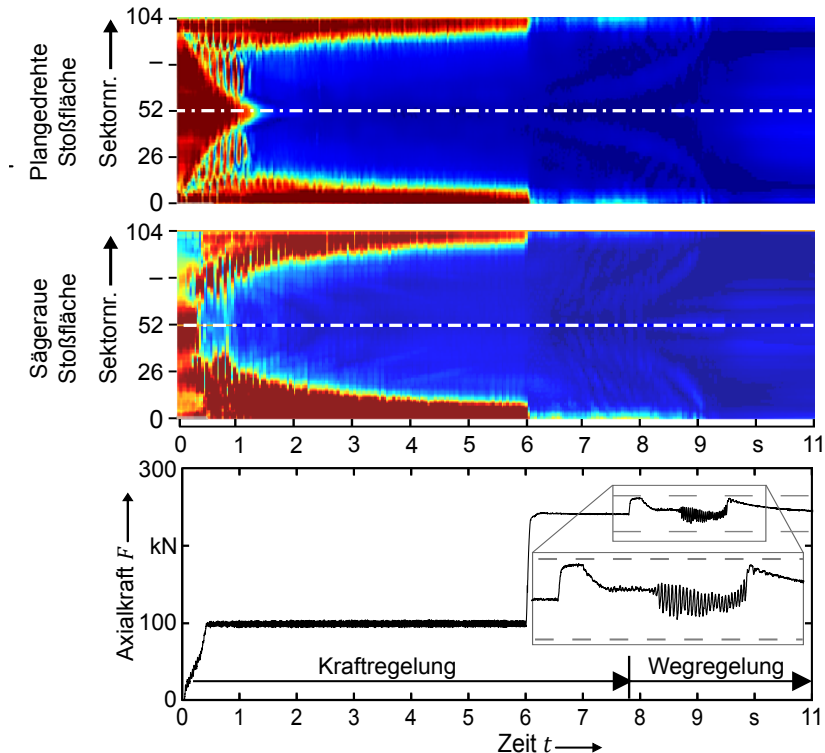 Plangedrehte
Stoßfläche
Sektornr.
104
–
52
26
0
Sägeraue
Stoßfläche
Sektornr.
104
–
52
26
0
0 1 2 3 4 5 6 7 8 9 s 11
Axialkraft F
300
kN
100
0
Kraftregelung
Wegregelung
0 1 2 3 4 5 6 7 8 9 s 11
Zeit t